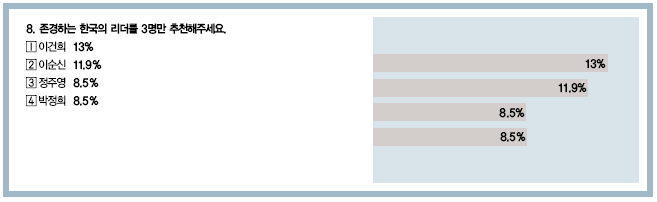 8. 존경하는 한국의 리더를 3명만 추천해주세요.
1 이건희 13%
2 이순신 11.9%
3 정주영 8.5%
4 박정희 8.5%
13%
11.9%
8.5%
8.5%